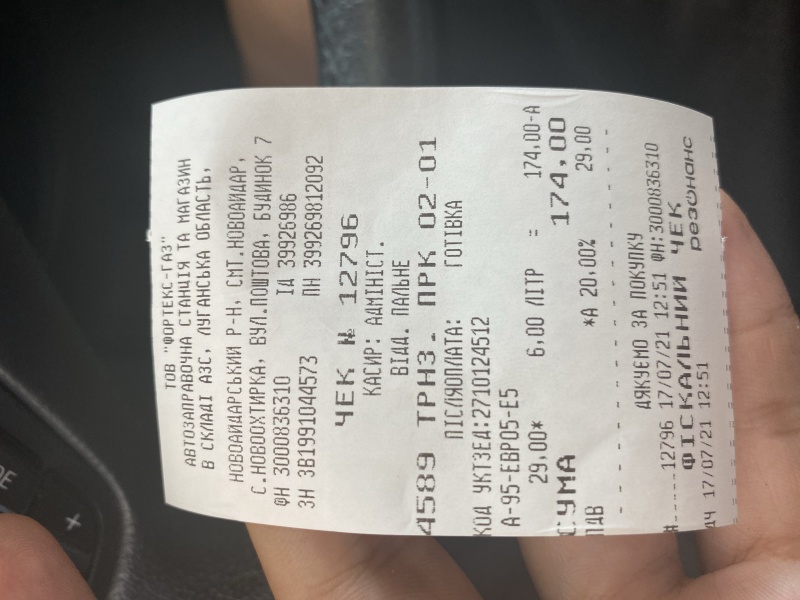 ТОВ "ФОРТЕКС-ГАЗ"
АВТОЗАПРАВОЧНА СТАНЦІЯ ТА МАГАЗИН
В СКЛАДІ АЗС, ЛУГАНСЬКА ОБЛАСТЬ,
НОВОАЙДАРСЬКИЙ Р-Н, СМТ.НОВОАЙДАР,
С.НОВООХТИРКА, ВУЛ.ПОШТОВА, БУДИНОК 7
ФН 3000836310 ІД 39926986
ЗН ЗВ1991044573 ПН 399269812092
ЧЕК № 12796
КАСИР: АДМІНІСТ.
ВІДД. ПАЛЬНЕ
4589 ТРНЗ. ПРК 02-01
ПІСЛЯОПЛАТА: ГОТІВКА
КОД УКТЗЕД:2710124512
А-95-ЕВРО5-Е5
29,00* 6,00 ЛІТР = 174,00-А
СУМА 174,00
ПДВ *А 20,00% 29,00
ДЯКУЄМО ЗА ПОКУПКУ
#-----12796 17/07/21 12:51 ФН:3000836310
ФІСКАЛЬНИЙ ЧЕК
ДЧ 17/07/21 12:51 резонанс
+